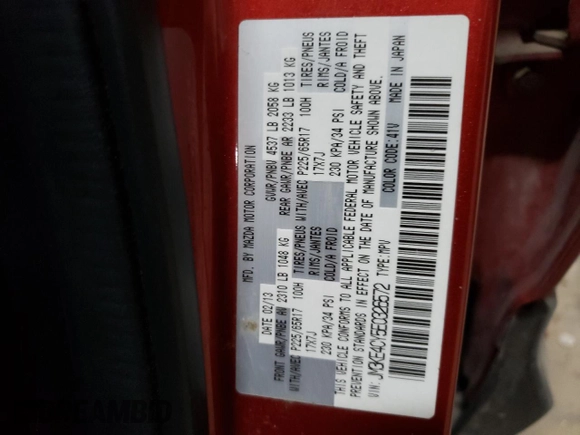 MFD. BY MAZDA MOTOR CORPORATION
DATE 02/13 GVWR/PNBV 4537 LB 2058 KG
FRONT GAWR/PNBE AV 2310 LB 1048 KG REAR GAWR/PNBE AR 2233 LB 1013 KG
WITH/AVEC P225/65R17 100H TIRES/PNEUS WITH/AVEC P225/65R17 100H TIRES/PNEUS
17X7J RIMS/JANTES 17X7J RIMS/JANTES
230 KPA/34 PSI COLD/A FROID 230 KPA/34 PSI COLD/A FROID
THIS VEHICLE CONFORMS TO ALL APPLICABLE FEDERAL MOTOR VEHICLE SAFETY AND THEFT
PREVENTION STANDARDS IN EFFECT ON THE DATE OF MANUFACTURE SHOWN ABOVE.
VIN: TYPE:MPV COLOR CODE:41V MADE IN JAPAN